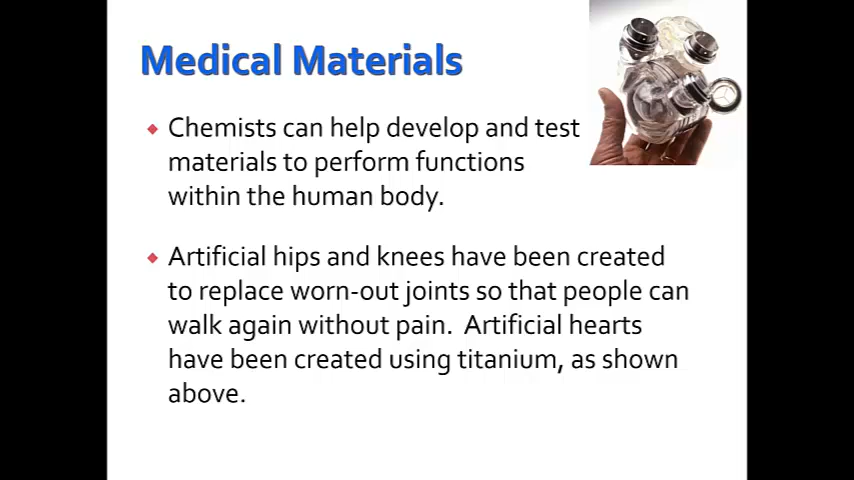 Medical Materials
Chemists can help develop and test
materials to perform functions
within the human body.
Artificial hips and knees have been created
to replace worn-out joints so that people can
walk again without pain.  Artificial hearts
have been created using titanium, as shown
above.